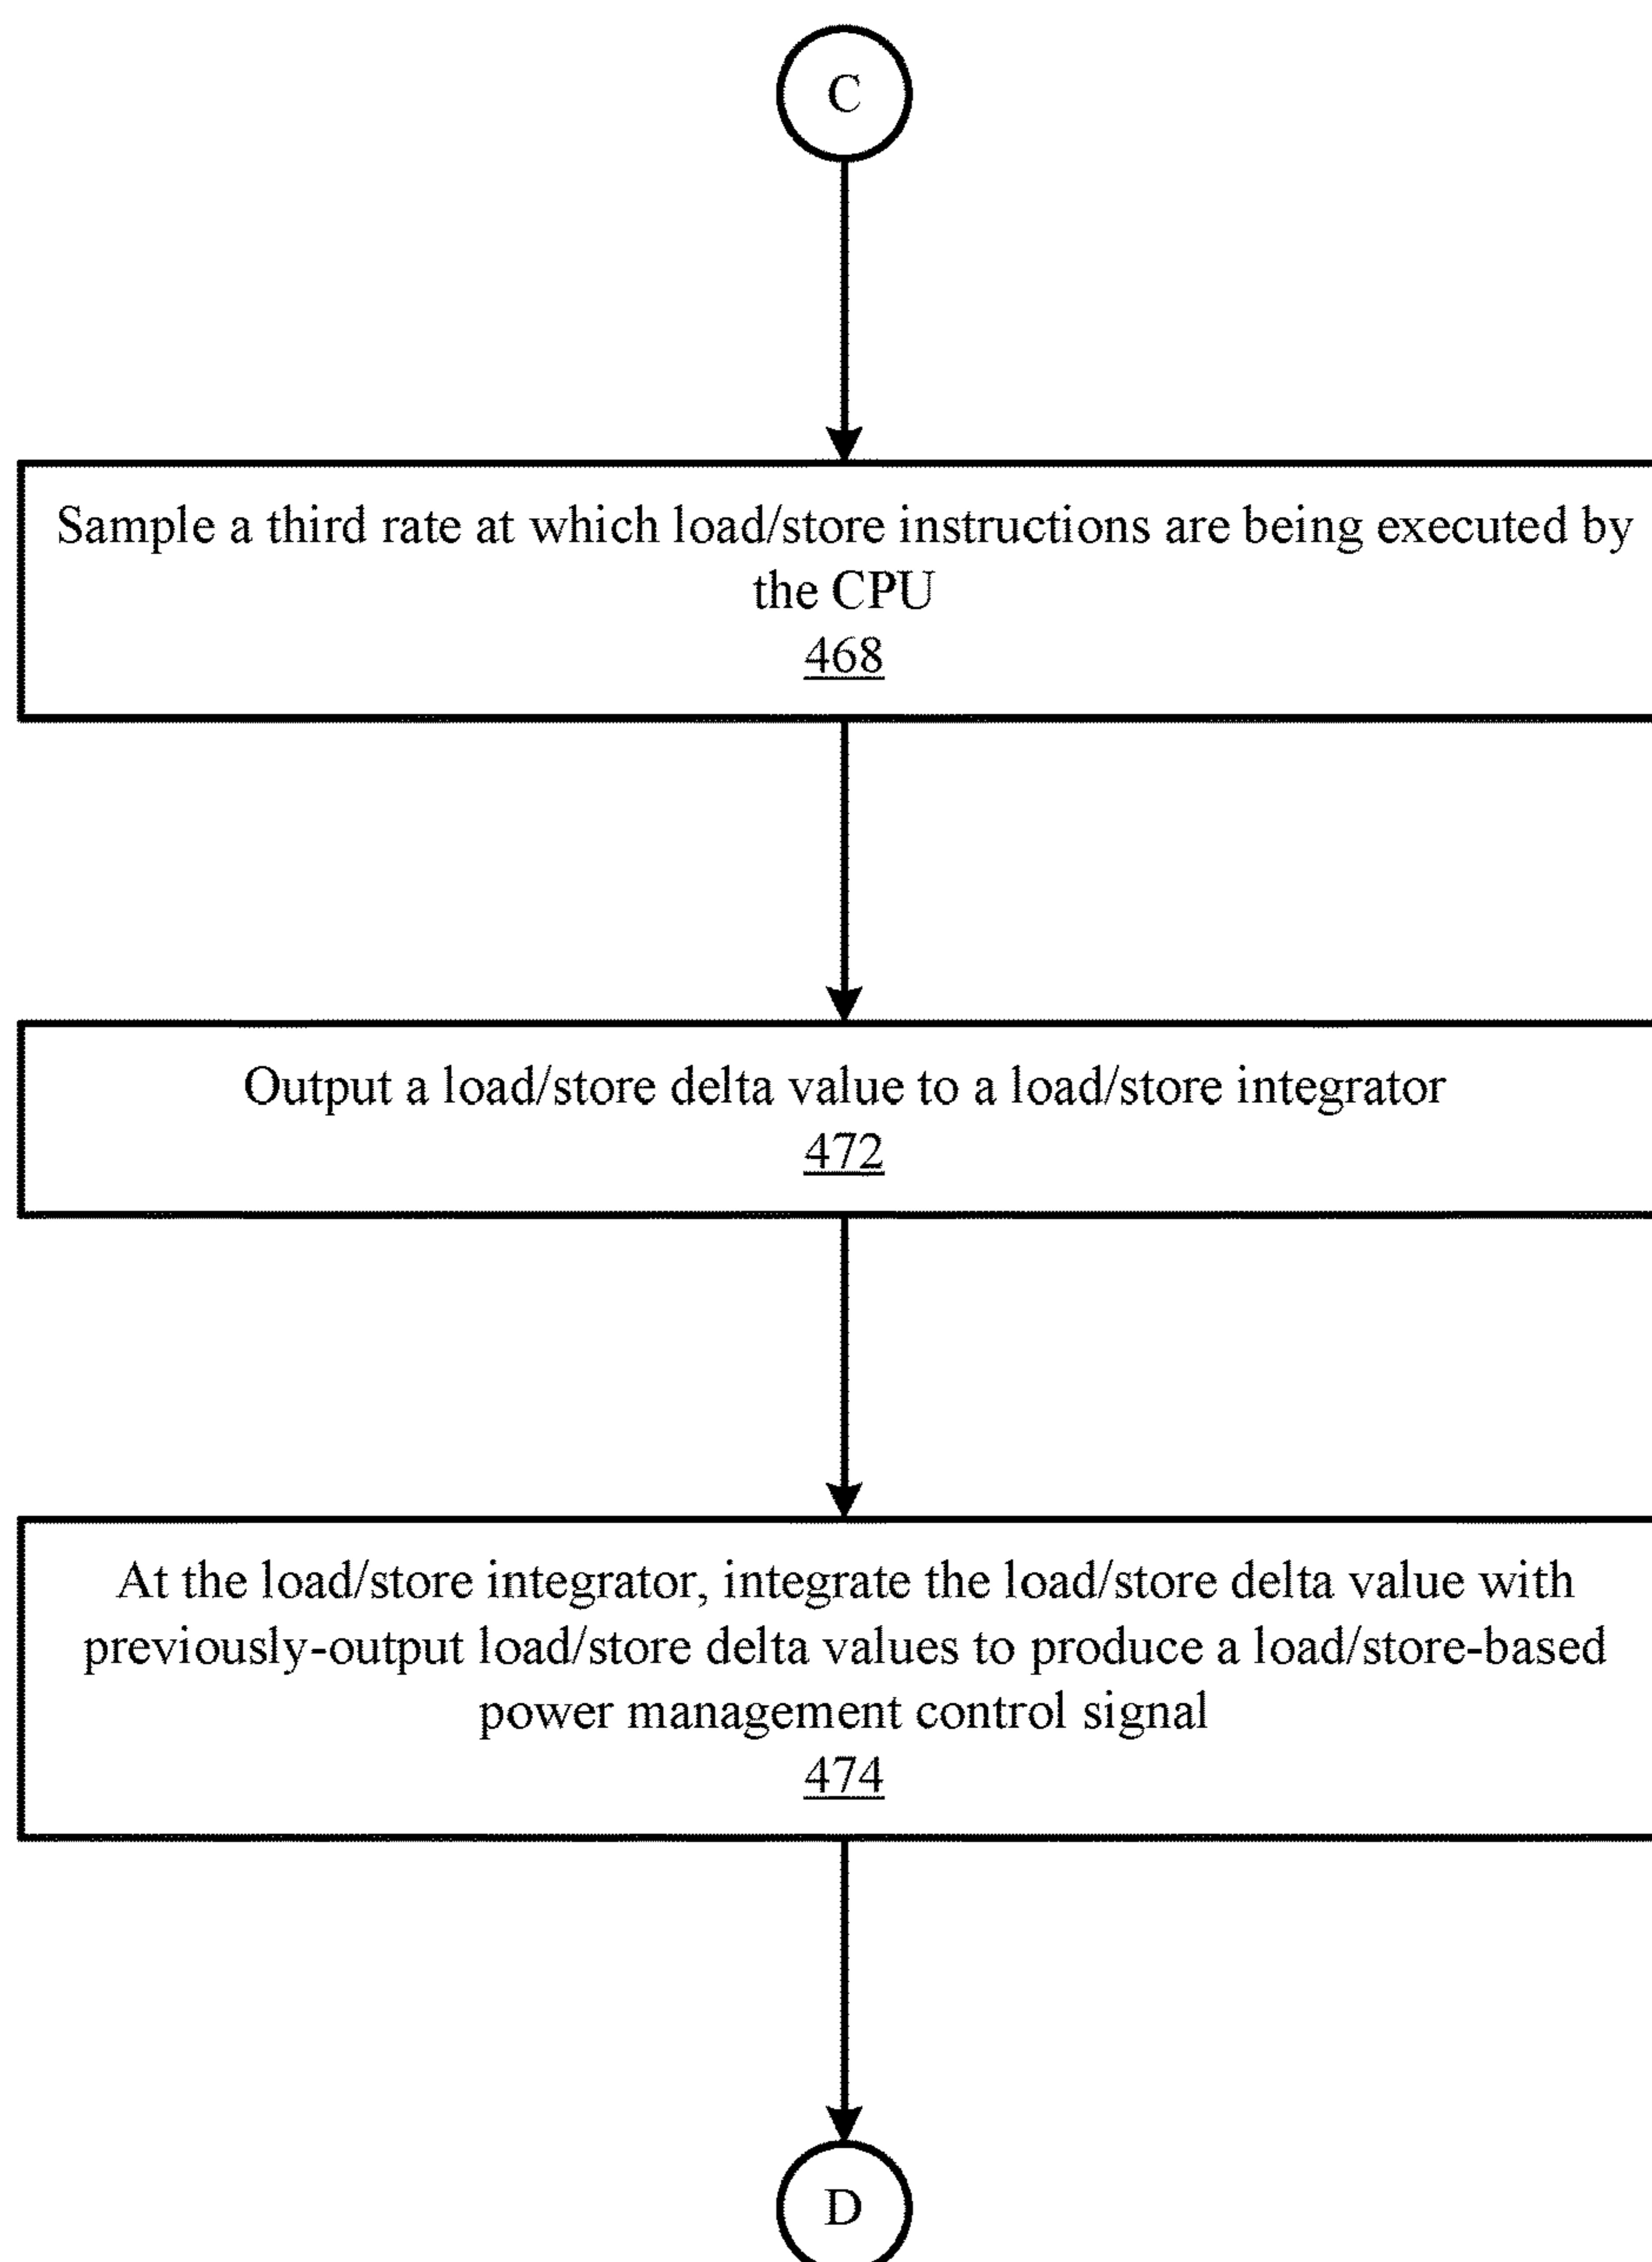 C
Sample a third rate at which load/store instructions are being executed by
the CPU
468
Output a load/store delta value to a load/store integrator
472
At the load/store integrator, integrate the load/store delta value with
previously-output load/store delta values to produce a load/store-based
power management control signal
474
D